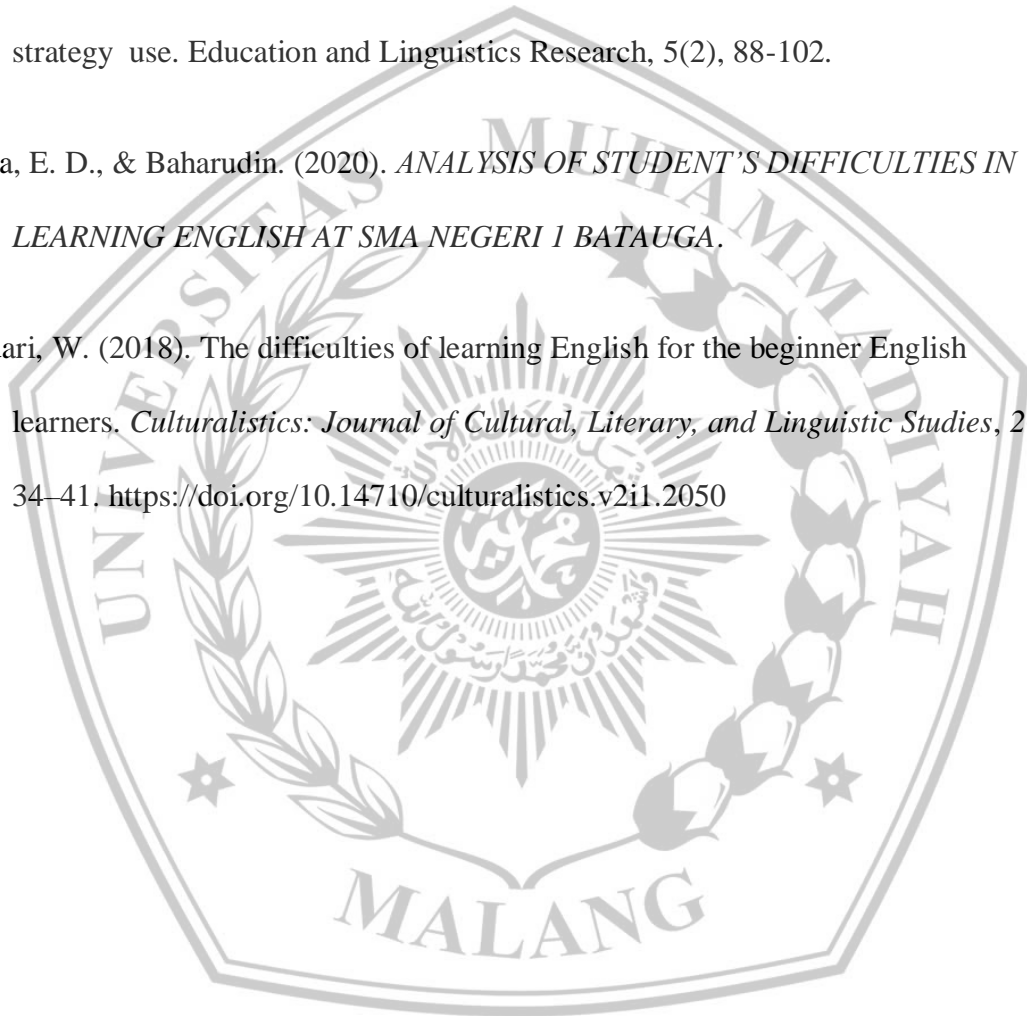 strategy use. Education and Linguistics Research, 5(2), 88-102.
a, E. D., & Baharudin. (2020). ANALYSIS OF STUDENT’S DIFFICULTIES IN
LEARNING ENGLISH AT SMA NEGERI 1 BATAUGA.
ari, W. (2018). The difficulties of learning English for the beginner English
learners. Culturalistics: Journal of Cultural, Literary, and Linguistic Studies, 2
34–41. https://doi.org/10.14710/culturalistics.v2i1.2050
UNIVERSITAS MUHAMMADIYAH
MALANG